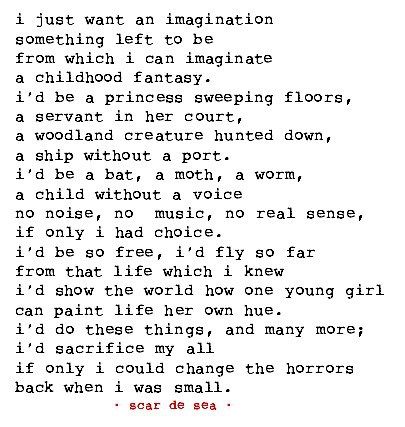 i just want an imagination
something left to be
from which i can imaginate
a childhood fantasy.
i'd be a princess sweeping floors,
a servant in her court,
a woodland creature hunted down,
a ship without a port.
i'd be a bat, a moth, a worm,
a child without a voice
no noise, no  music, no real sense,
if only i had choice.
i'd be so free, i'd fly so far
from that life which i knew
i'd show the world how one young girl
can paint life her own hue.
i'd do these things, and many more;
i'd sacrifice my all
if only i could change the horrors
back when i was small.
- scar de sea -